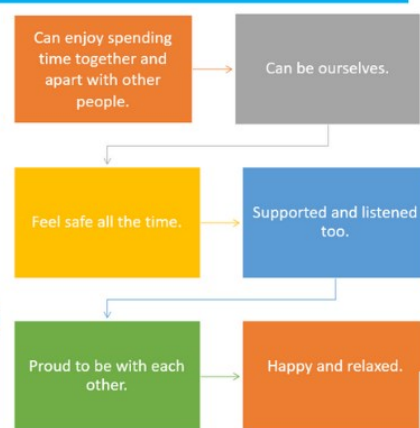 Can enjoy spending
time together and
apart with other
people.
Can be ourselves.
Feel safe all the time.
Supported and listened
too.
Proud to be with each
other.
Happy and relaxed.